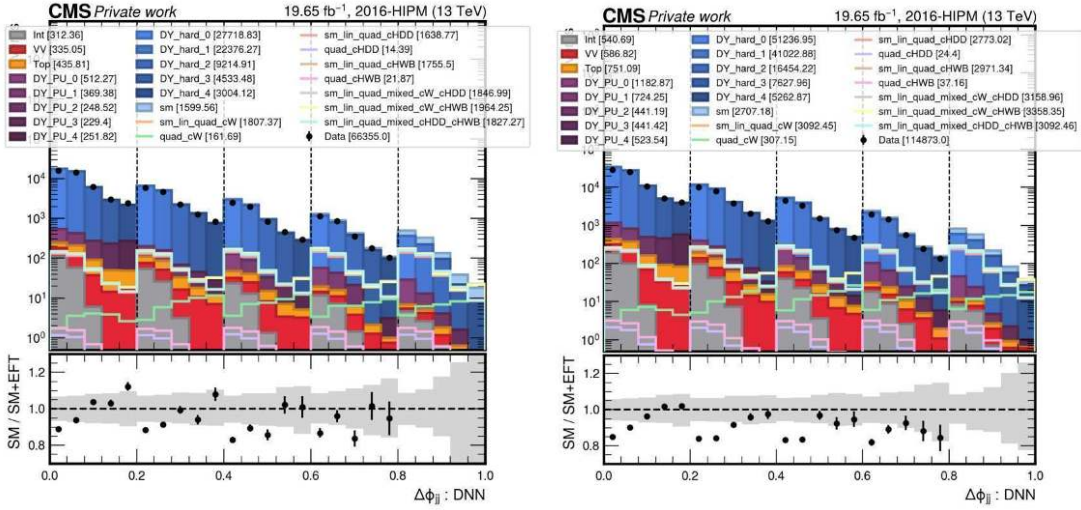 CMS Private work 19.65 fb⁻¹, 2016-HIPM (13 TeV)
Int [312.36] DY_hard_0 [27718.83] sm_lin_quad_cHDD [1638.77]
VV [335.05] DY_hard_1 [22376.27] quad_cHDD [14.39]
Top [435.81] DY_hard_2 [9214.91] sm_lin_quad_cHWB [1755.5]
DY_PU_0 [512.27] DY_hard_3 [4533.48] quad_cHWB [21.87]
DY_PU_1 [369.38] DY_hard_4 [3004.12] sm_lin_quad_mixed_cW_cHDD [1846.99]
DY_PU_2 [248.52] sm [1599.56] sm_lin_quad_mixed_cW_cHWB [1964.25]
DY_PU_3 [229.4] sm_lin_quad_cW [1807.37] sm_lin_quad_mixed_cHDD_cHWB [1827.27]
DY_PU_4 [251.82] quad_cW [161.69] Data [66355.0]
10⁴
10³
10²
10¹
10⁰
SM / SM+EFT
1.2
1.0
0.8
0.0 0.2 0.4 0.6 0.8 1.0
Δϕjj : DNN
CMS Private work 19.65 fb⁻¹, 2016-HIPM (13 TeV)
Int [540.69] DY_hard_0 [51236.95] sm_lin_quad_cHDD [2773.02]
VV [586.82] DY_hard_1 [41022.88] quad_cHDD [24.4]
Top [751.09] DY_hard_2 [16454.22] sm_lin_quad_cHWB [2971.34]
DY_PU_0 [1182.87] DY_hard_3 [7627.96] quad_cHWB [37.16]
DY_PU_1 [724.25] DY_hard_4 [5262.87] sm_lin_quad_mixed_cW_cHDD [3158.96]
DY_PU_2 [441.19] sm [2707.18] sm_lin_quad_mixed_cW_cHWB [3358.35]
DY_PU_3 [441.42] sm_lin_quad_cW [3092.45] sm_lin_quad_mixed_cHDD_cHWB [3092.46]
DY_PU_4 [523.54] quad_cW [307.15] Data [114873.0]
10⁴
10³
10²
10¹
10⁰
SM / SM+EFT
1.2
1.0
0.8
0.0 0.2 0.4 0.6 0.8 1.0
Δϕjj : DNN